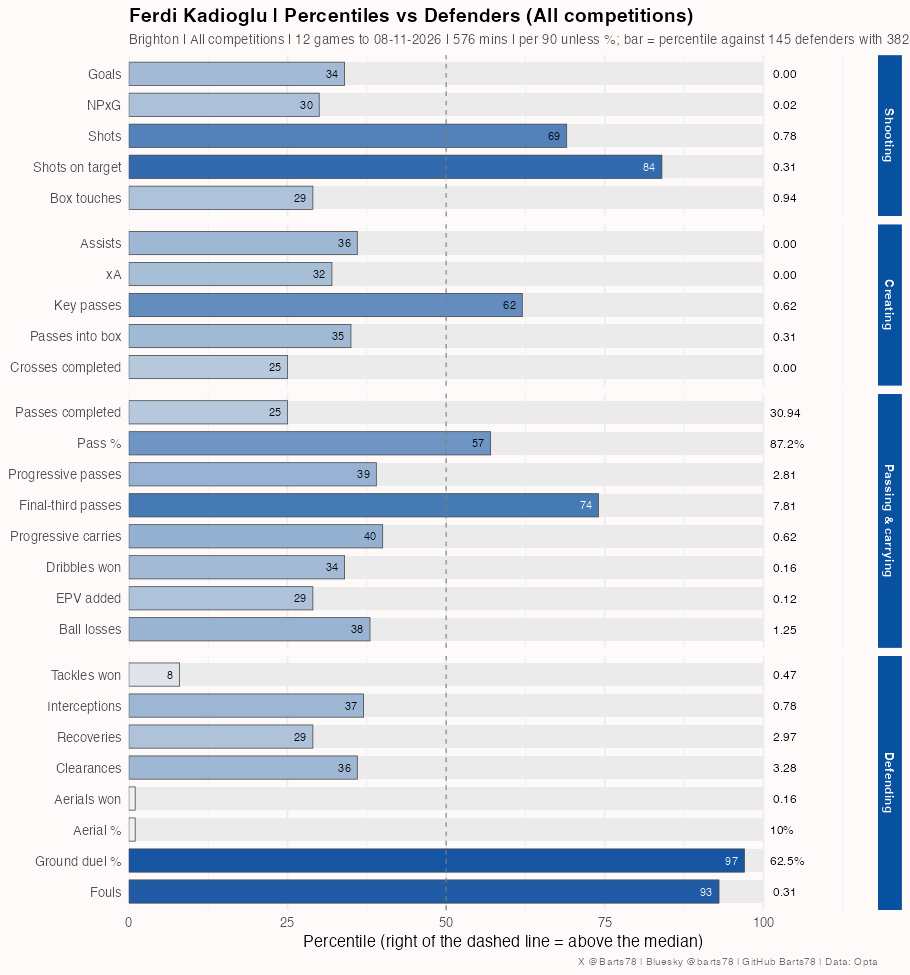 Ferdi Kadioglu | Percentiles vs Defenders (All competitions)
Brighton | All competitions | 12 games to 08-11-2026 | 576 mins | per 90 unless %; bar = percentile against 145 defenders with 382
Goals 34 0.00
NPxG 30 0.02
Shots 69 0.78
Shots on target 84 0.31
Box touches 29 0.94
Shooting
Assists 36 0.00
xA 32 0.00
Key passes 62 0.62
Passes into box 35 0.31
Crosses completed 25 0.00
Creating
Passes completed 25 30.94
Pass % 57 87.2%
Progressive passes 39 2.81
Final-third passes 74 7.81
Progressive carries 40 0.62
Dribbles won 34 0.16
EPV added 29 0.12
Ball losses 38 1.25
Passing & carrying
Tackles won 8 0.47
Interceptions 37 0.78
Recoveries 29 2.97
Clearances 36 3.28
Aerials won 0.16
Aerial % 10%
Ground duel % 97 62.5%
Fouls 93 0.31
Defending
0 25 50 75 100
Percentile (right of the dashed line = above the median)
X @Barts78 | Bluesky @barts78 | GitHub Barts78 | Data: Opta